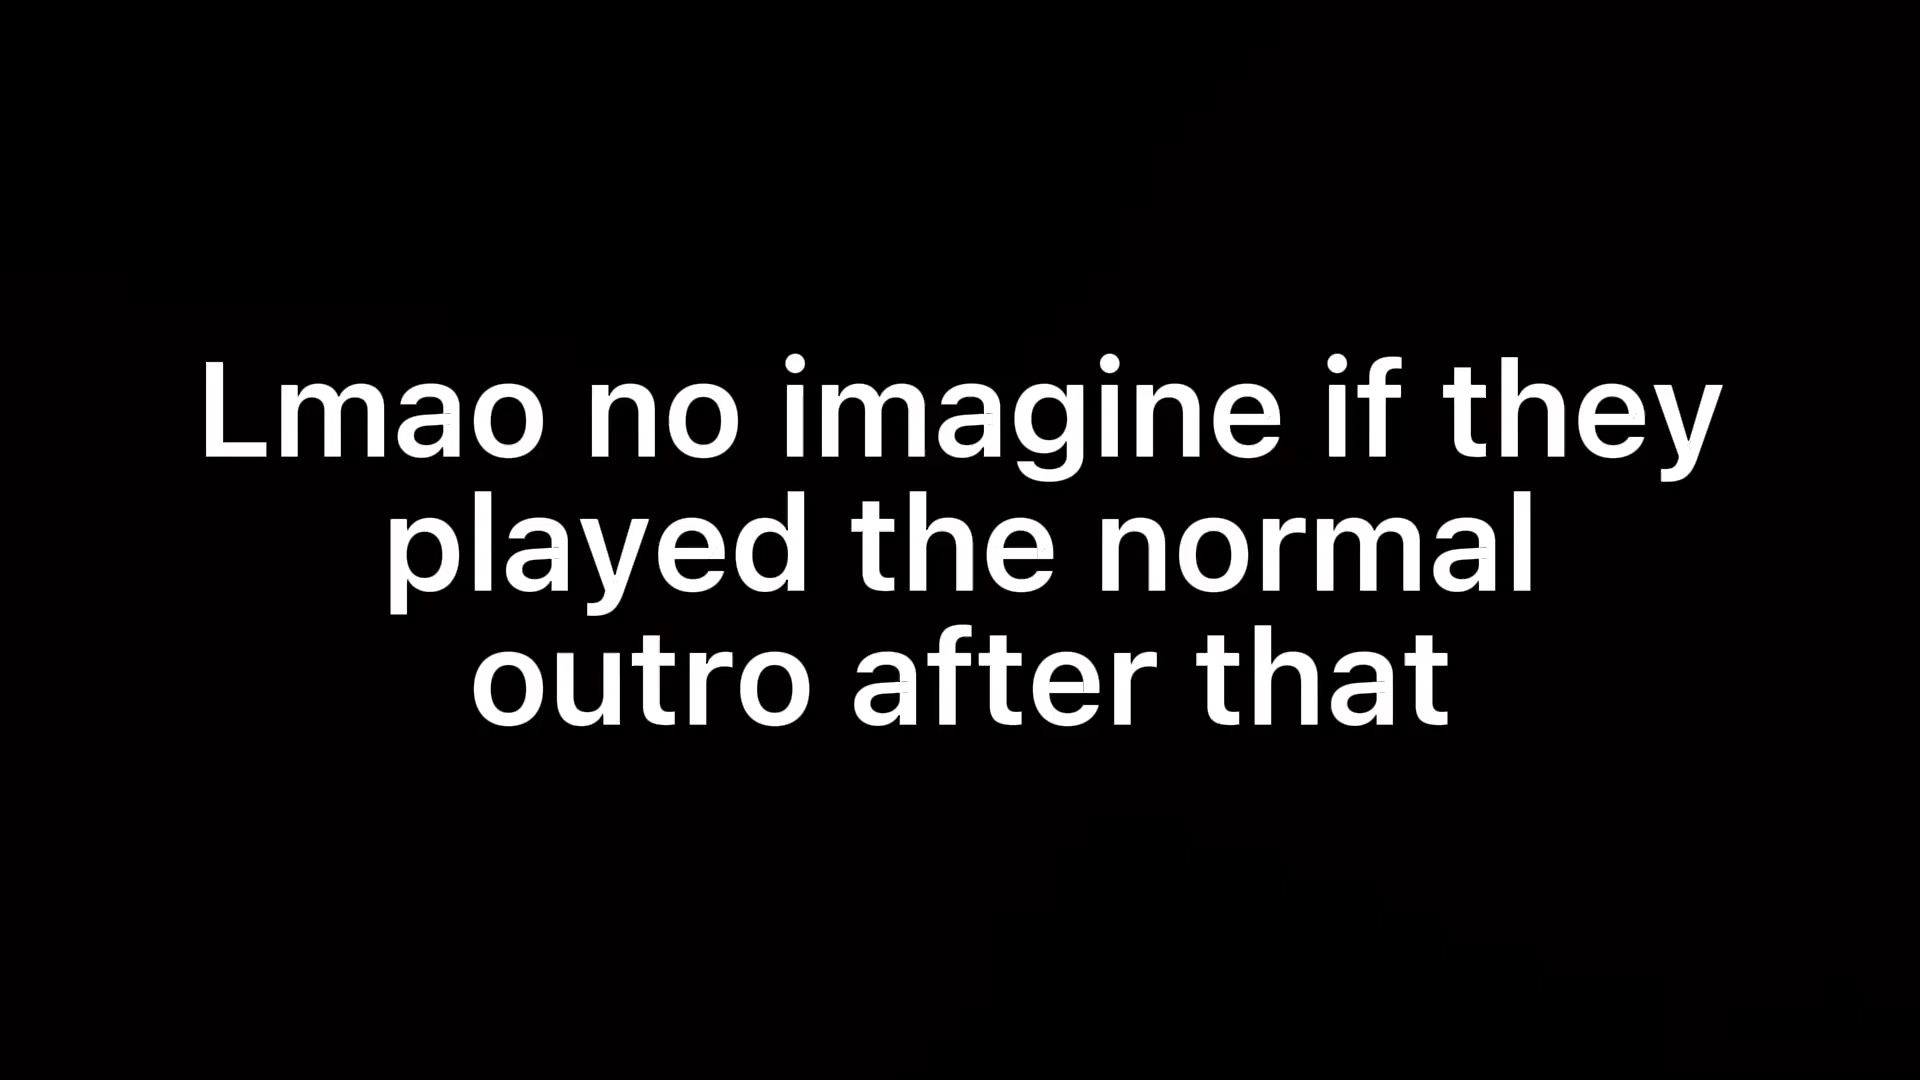 Lmao no imagine if they
played the normal
outro after that